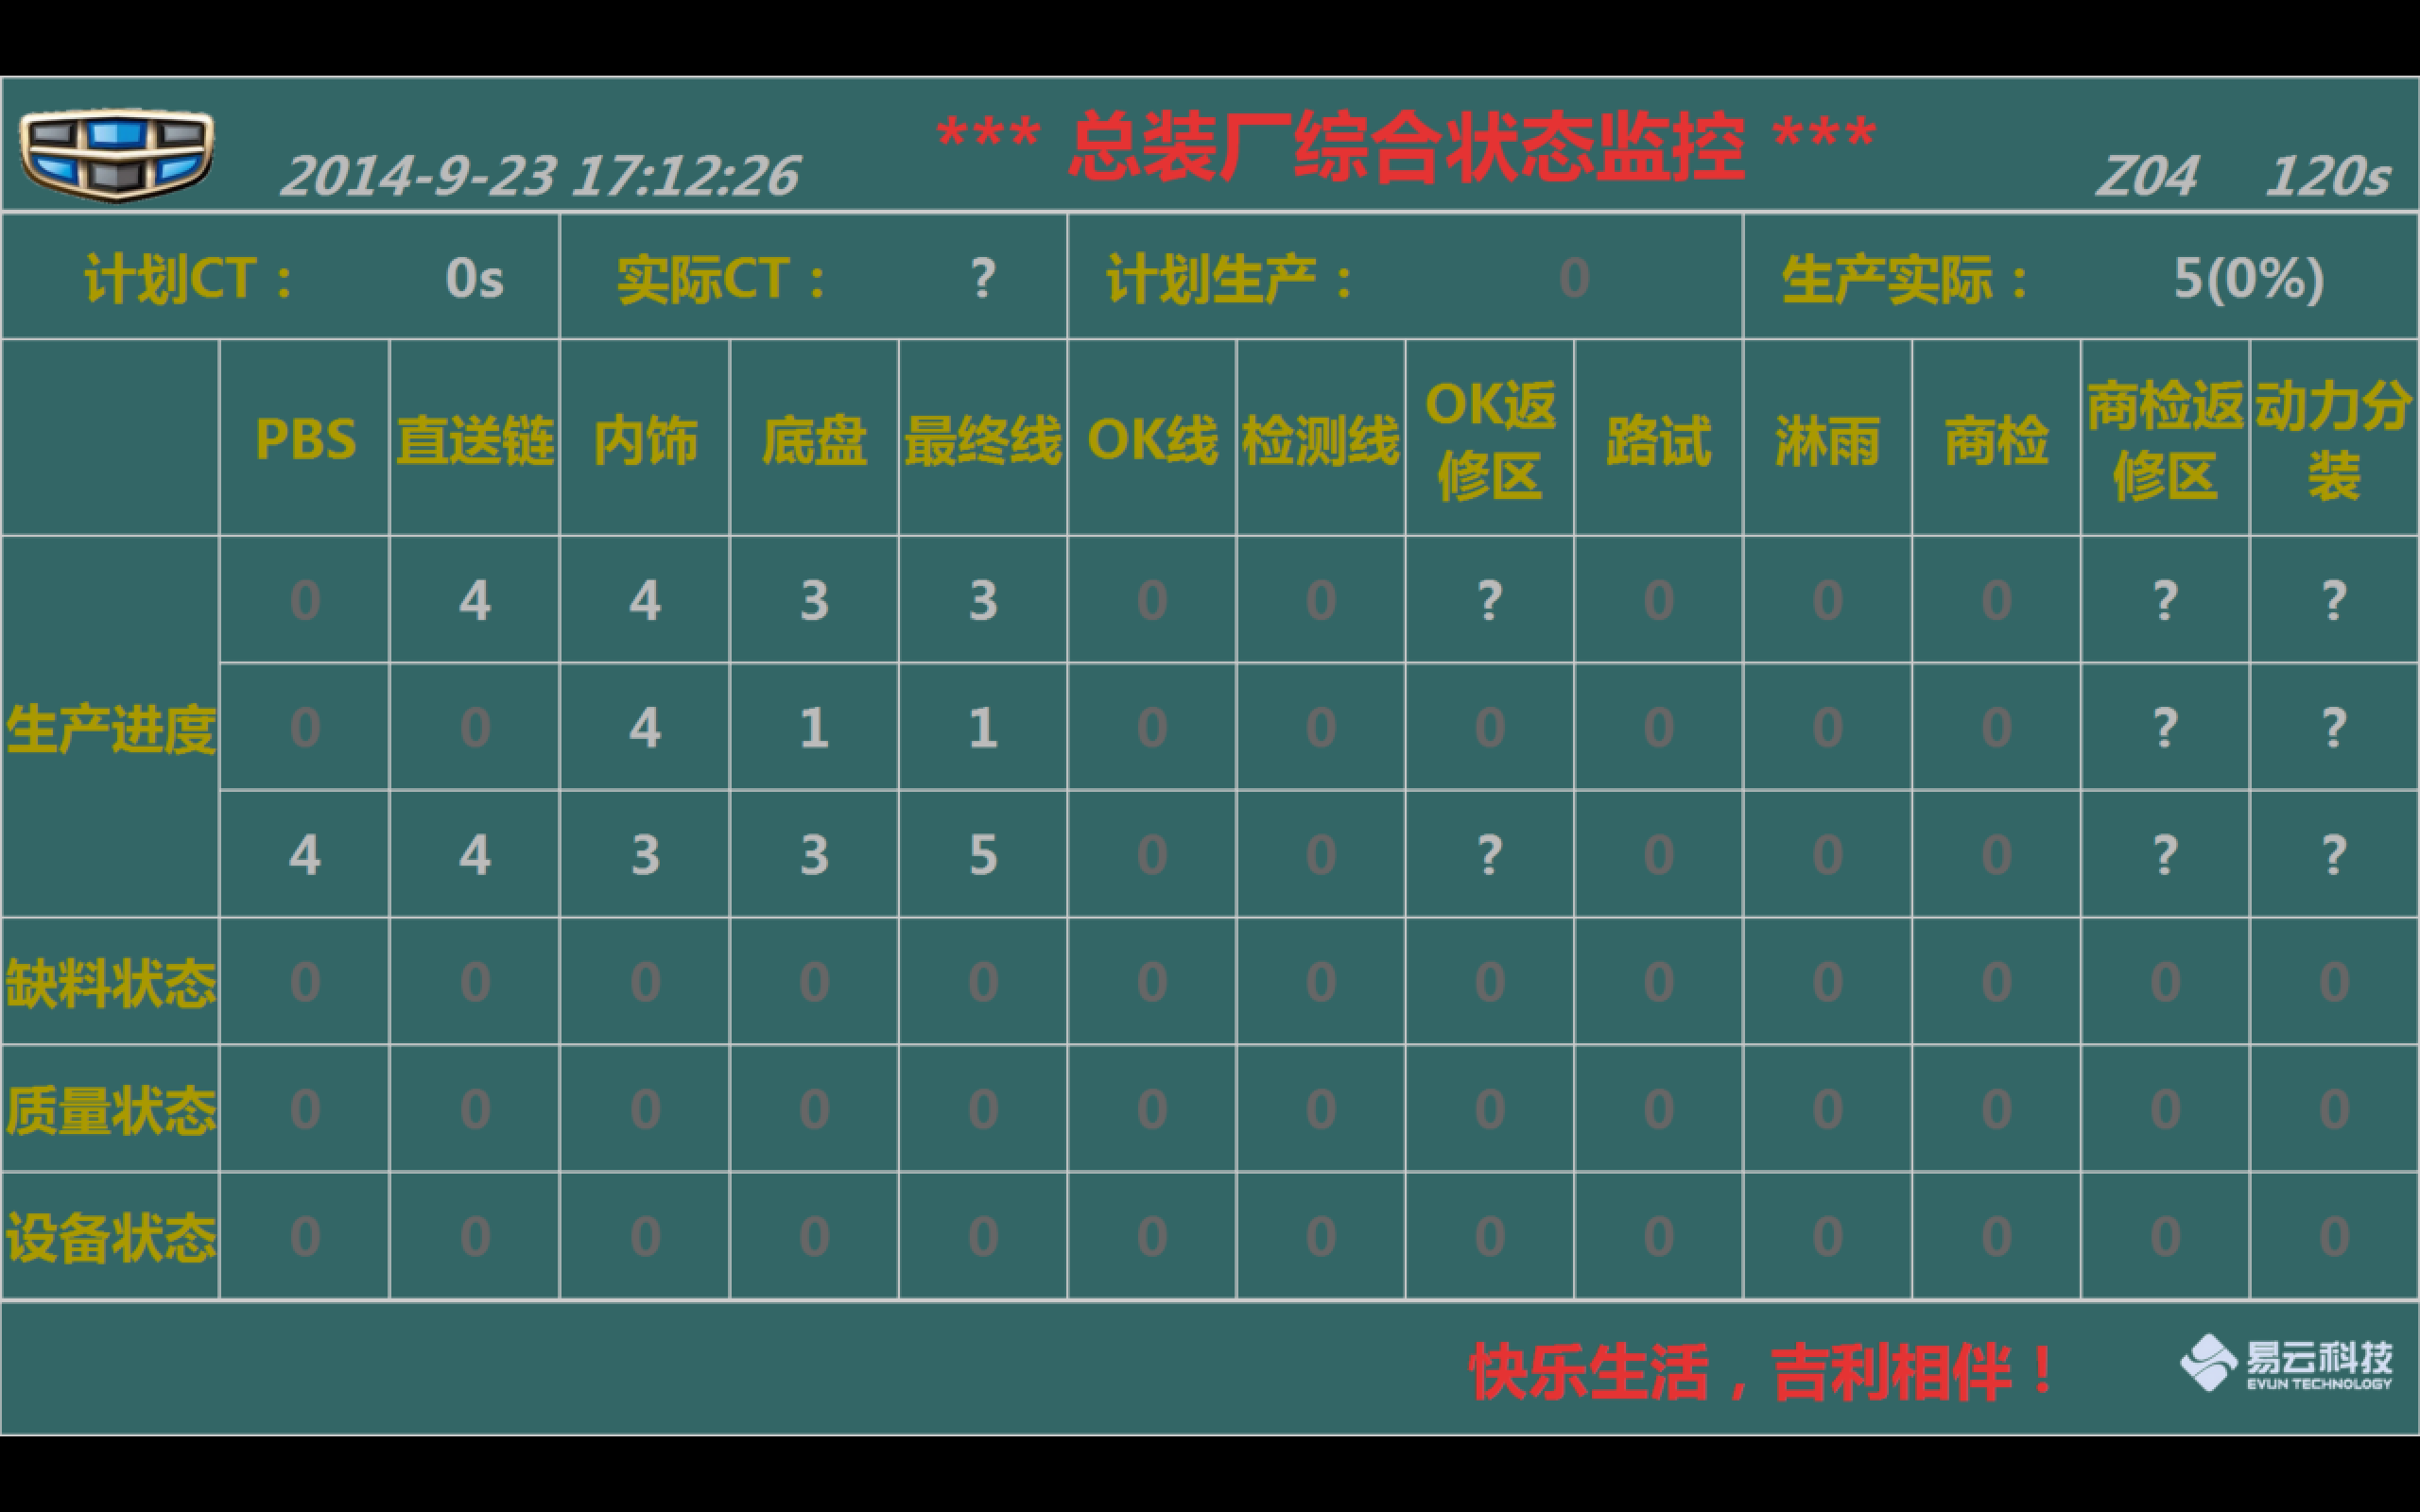 *** 总装厂综合状态监控 ***
2014-9-23 17:12:26
Z04 120s
计划CT： 0s 实际CT： ? 计划生产： 0 生产实际： 5(0%)
PBS 直送链 内饰 底盘 最终线 OK线 检测线 OK返修区 路试 淋雨 商检 商检返修区 动力分装
生产进度
0 4 4 3 3 0 0 ? 0 0 0 ? ?
0 0 4 1 1 0 0 0 0 0 0 ? ?
4 4 3 3 5 0 0 ? 0 0 0 ? ?
缺料状态 0 0 0 0 0 0 0 0 0 0 0 0 0
质量状态 0 0 0 0 0 0 0 0 0 0 0 0 0
设备状态 0 0 0 0 0 0 0 0 0 0 0 0 0
快乐生活，吉利相伴！
易云科技
EVUN TECHNOLOGY